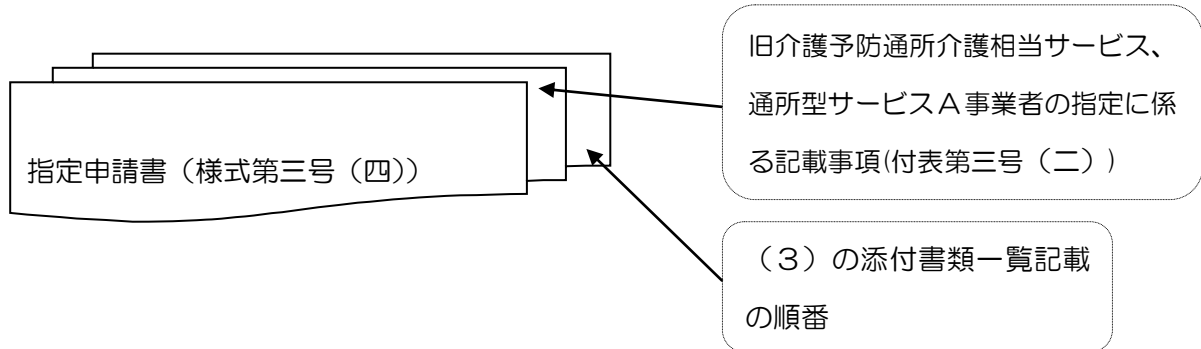 指定申請書（様式第三号（四））
旧介護予防通所介護相当サービス、
通所型サービスＡ事業者の指定に係
る記載事項(付表第三号（二）)
（３）の添付書類一覧記載
の順番